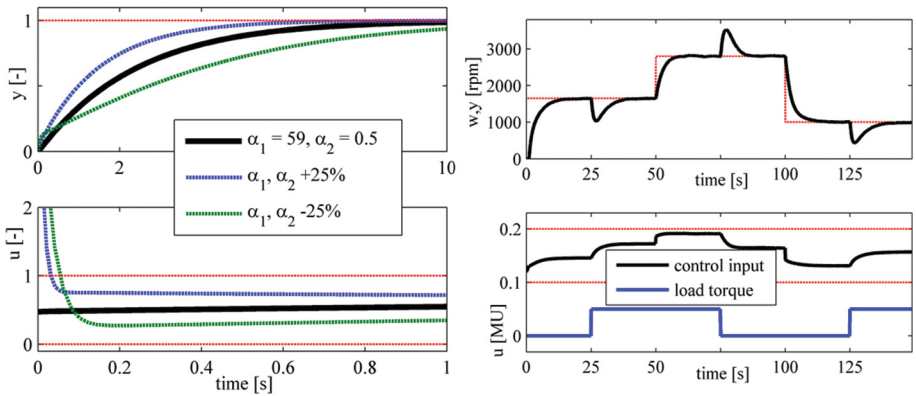 1
y [-]
0
0
2
10
α1 = 59, α2 = 0.5
α1, α2 +25%
α1, α2 -25%
2
u [-]
1
0
0
0.2
0.4
0.6
0.8
1
time [s]
3000
2000
1000
0
w,y [rpm]
0
25
50
75
100
125
time [s]
0.2
0.1
0
u [MU]
control input
load torque
0
25
50
75
100
125
time [s]